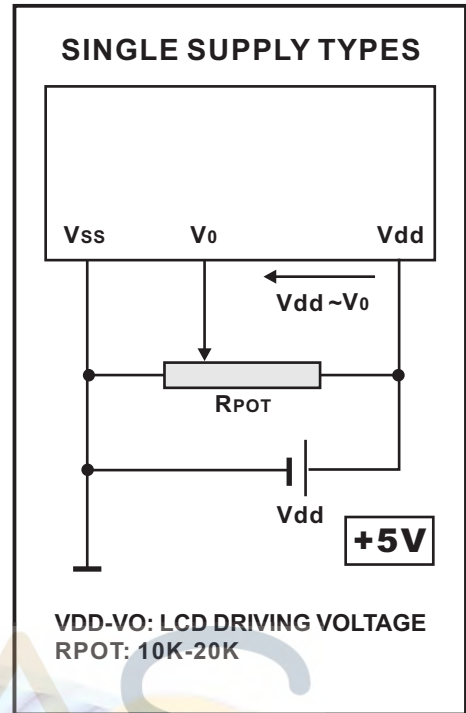 SINGLE SUPPLY TYPES
VSS V0 Vdd
Vdd ~V0
RPOT
Vdd
+5V
VDD-VO: LCD DRIVING VOLTAGE
RPOT: 10K-20K